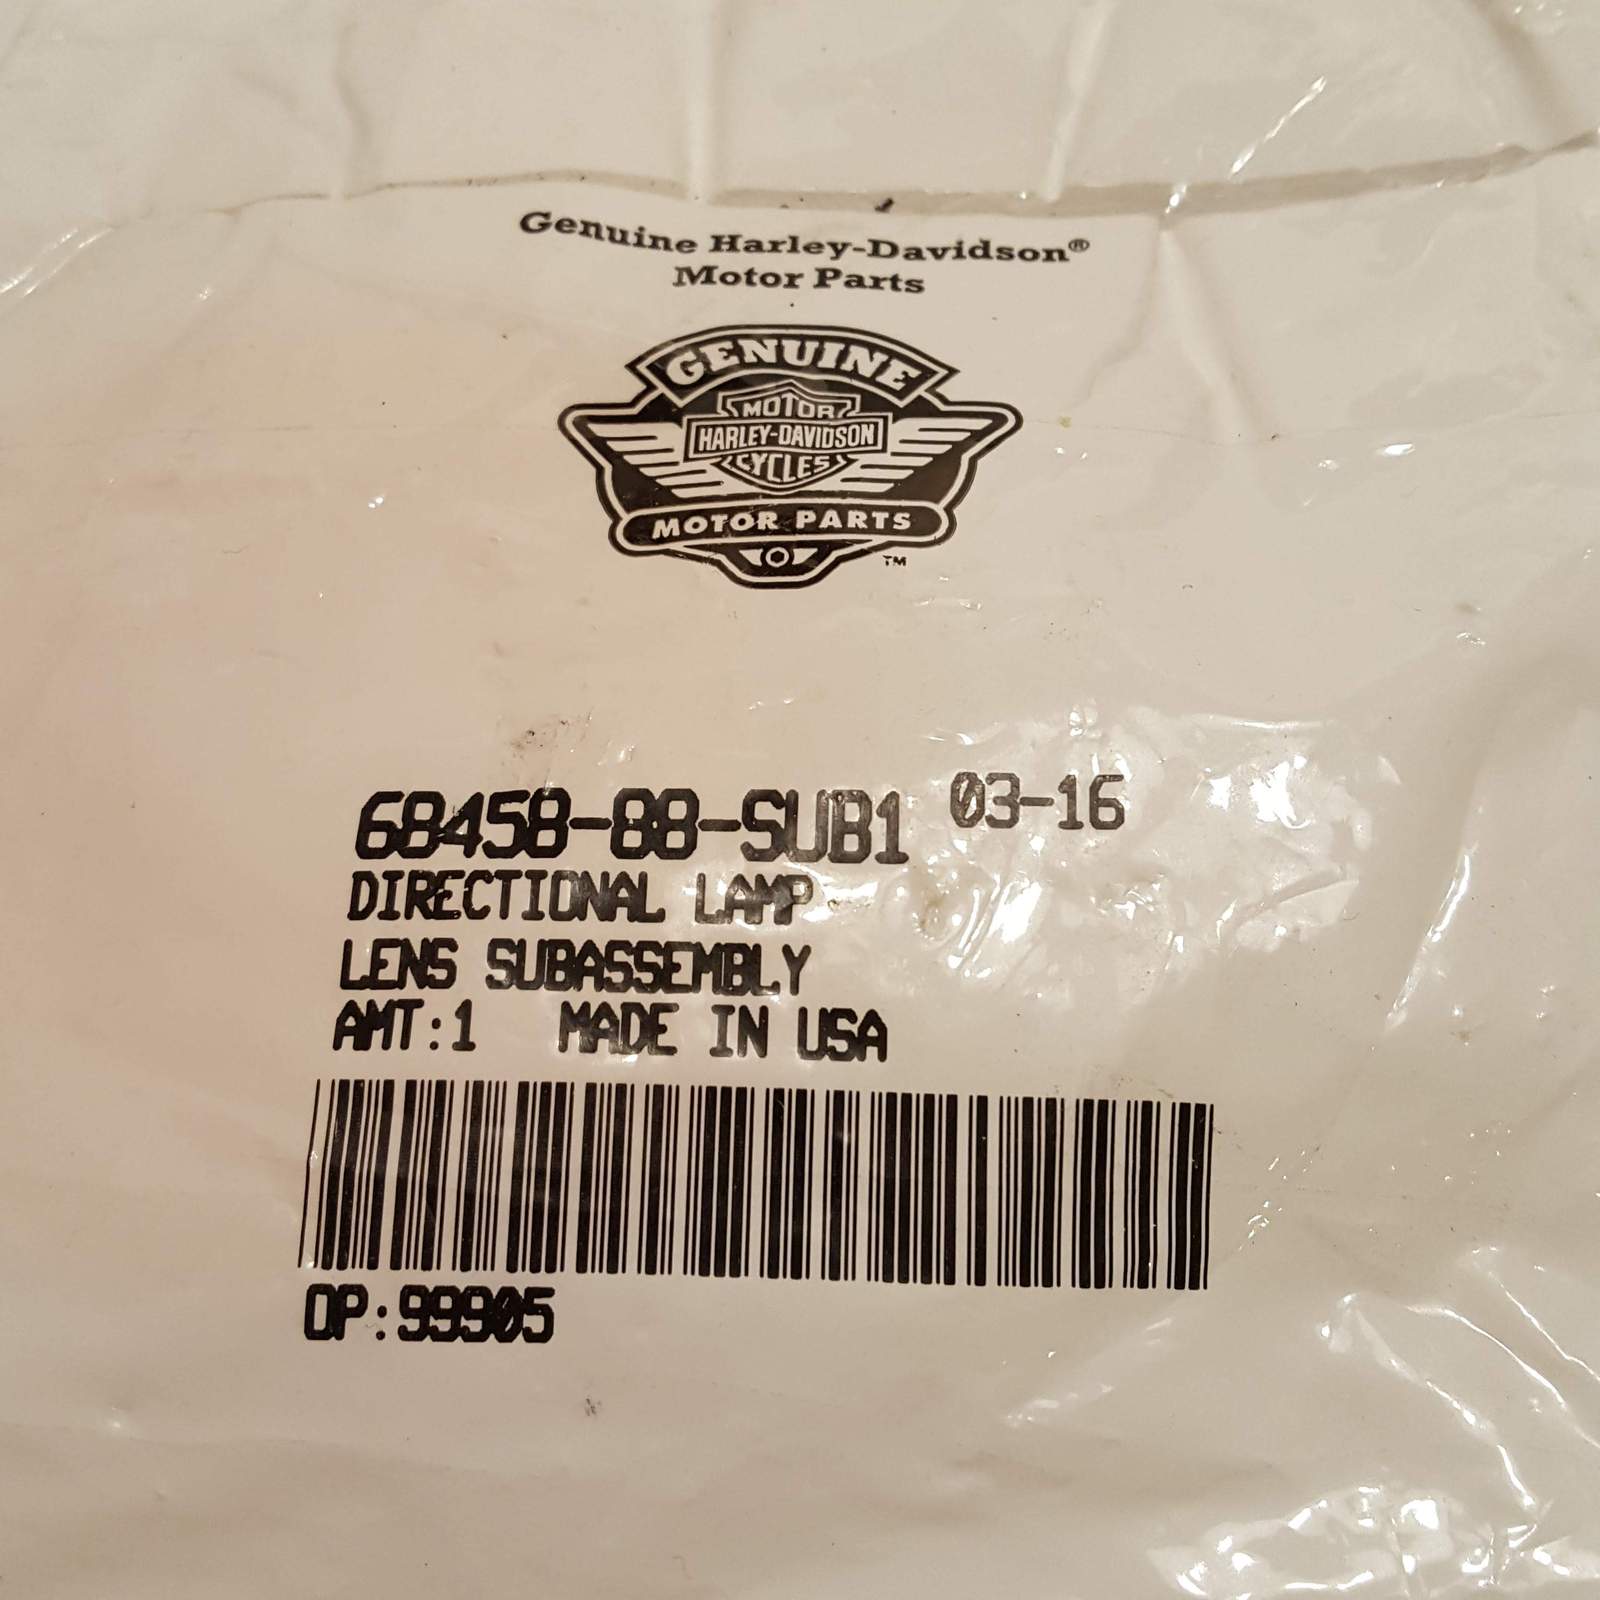 Genuine Harley-Davidson®
Motor Parts
GENUINE
MOTOR
HARLEY-DAVIDSON
CYCLES
MOTOR PARTS
TM
68458-88-SUB1 03-16
DIRECTIONAL LAMP
LENS SUBASSEMBLY
AMT:1 MADE IN USA
OP:99905